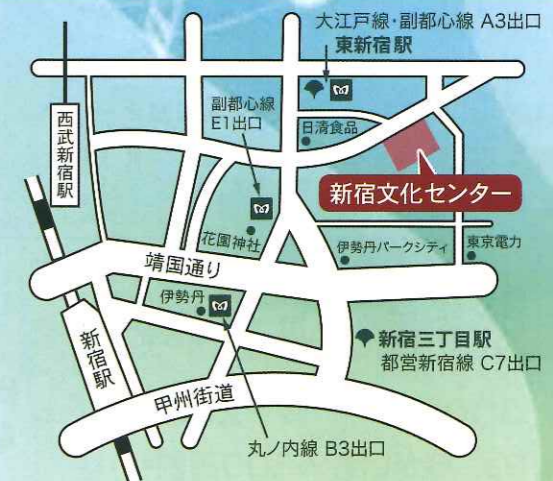 大江戸線・副都心線 A3出口
東新宿駅
副都心線
E1出口
日清食品
西武新宿駅
新宿文化センター
花園神社
伊勢丹パークシティ
東京電力
靖国通り
伊勢丹
新宿駅
新宿三丁目駅
都営新宿線 C7出口
甲州街道
丸ノ内線 B3出口